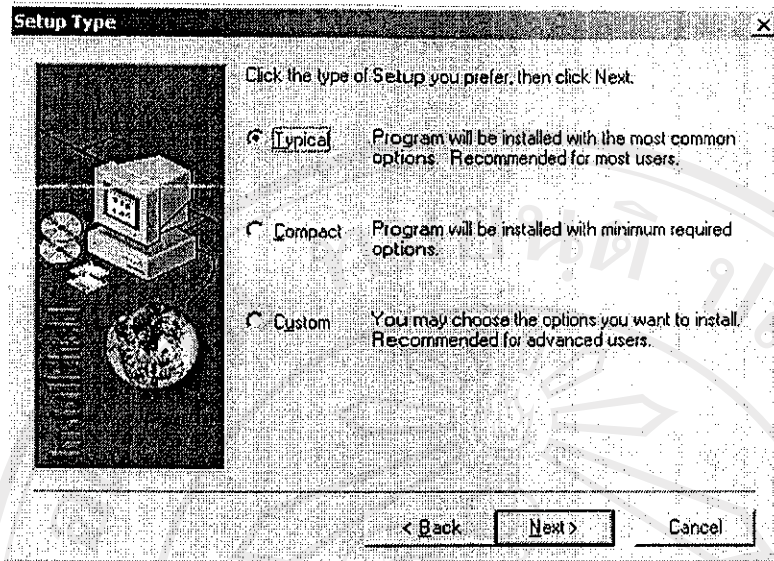 Setup Type
Click the type of Setup you prefer, then click Next.
Typical
Program will be installed with the most common
options. Recommended for most users.
Compact
Program will be installed with minimum required
options.
Custom
You may choose the options you want to install.
Recommended for advanced users.
< Back
Next >
Cancel